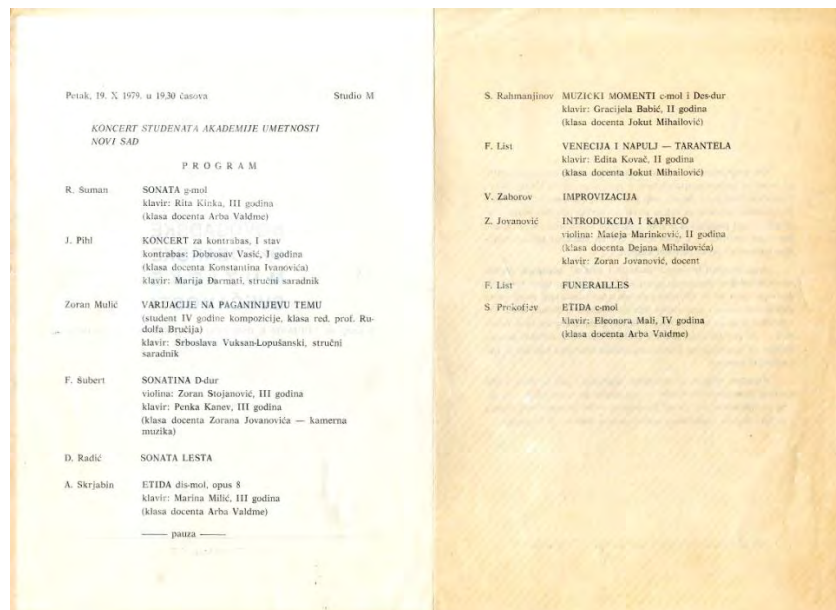 Petak, 19. X 1979. u 19,30 časova Studio M
KONCERT STUDENATA AKADEMIJE UMETNOSTI
NOVI SAD
PROGRAM
R. Šuman SONATA g-mol
klavir: Rita Kinka, III godina
(klasa docenta Arba Valdme)
J. Pihl KONCERT za kontrabas, I stav
kontrabas: Dobrosav Vasić, I godina
(klasa docenta Konstantina Ivanovića)
klavir: Marija Đarmati, stručni saradnik
Zoran Mulić VARIJACIJE NA PAGANINIJEVU TEMU
(student IV godine kompozicije, klasa red. prof. Ru-
dolfa Bručija)
klavir: Srboslava Vuksan-Lopušanski, stručni
saradnik
F. Šubert SONATINA D-dur
violina: Zoran Stojanović, III godina
klavir: Penka Kanev, III godina
(klasa docenta Zorana Jovanovića — kamerna
muzika)
D. Radić SONATA LESTA
A. Skrjabin ETIDA dis-mol, opus 8
klavir: Marina Milić, III godina
(klasa docenta Arba Valdme)
—— pauza ——
S. Rahmanjinov MUZICKI MOMENTI c-mol i Des-dur
klavir: Gracijela Babić, II godina
(klasa docenta Jokut Mihailović)
F. List VENECIJA I NAPULJ — TARANTELA
klavir: Edita Kovač, II godina
(klasa docenta Jokut Mihailović)
V. Zaborov IMPROVIZACIJA
Z. Jovanović INTRODUKCIJA I KAPRICO
violina: Mateja Marinković, II godina
(klasa docenta Dejana Mihailovića)
klavir: Zoran Jovanović, docent
F. List FUNERAILLES
S. Prokofjev ETIDA c-mol
klavir: Eleonora Mali, IV godina
(klasa docenta Arba Valdme)